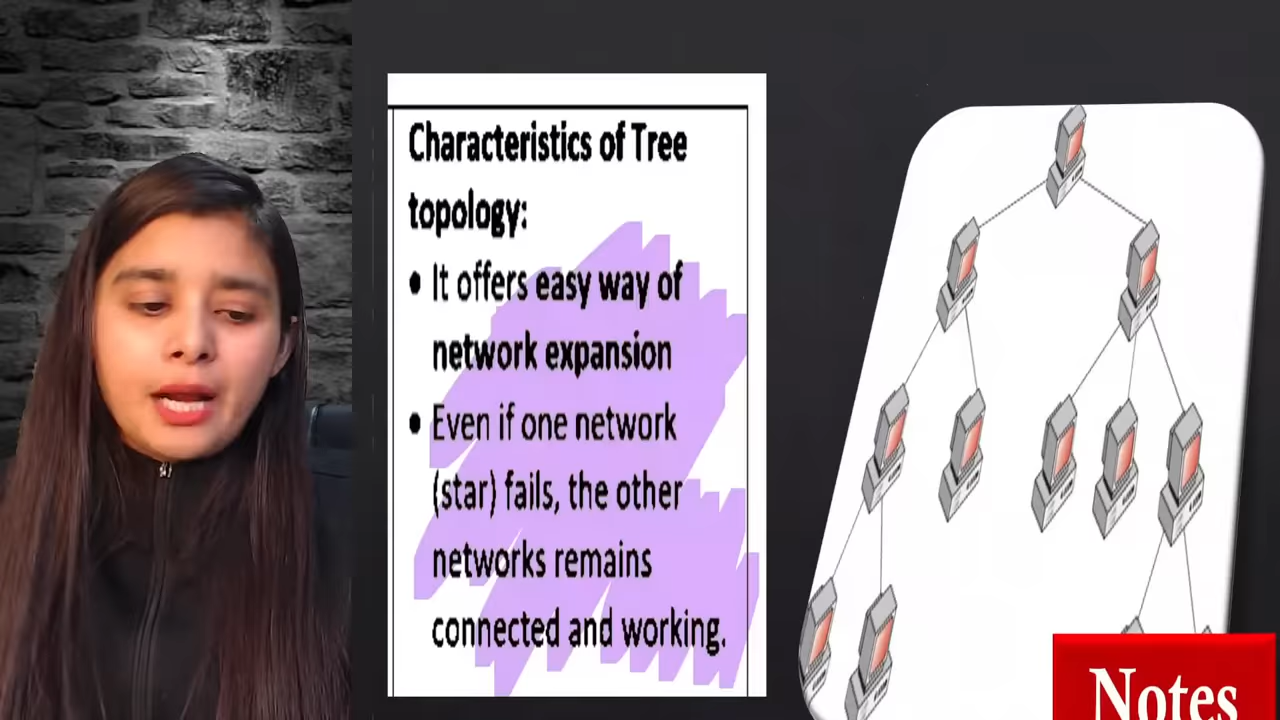 Characteristics of Tree
topology:
• It offers easy way of
network expansion
• Even if one network
(star) fails, the other
networks remains
connected and working.
Notes